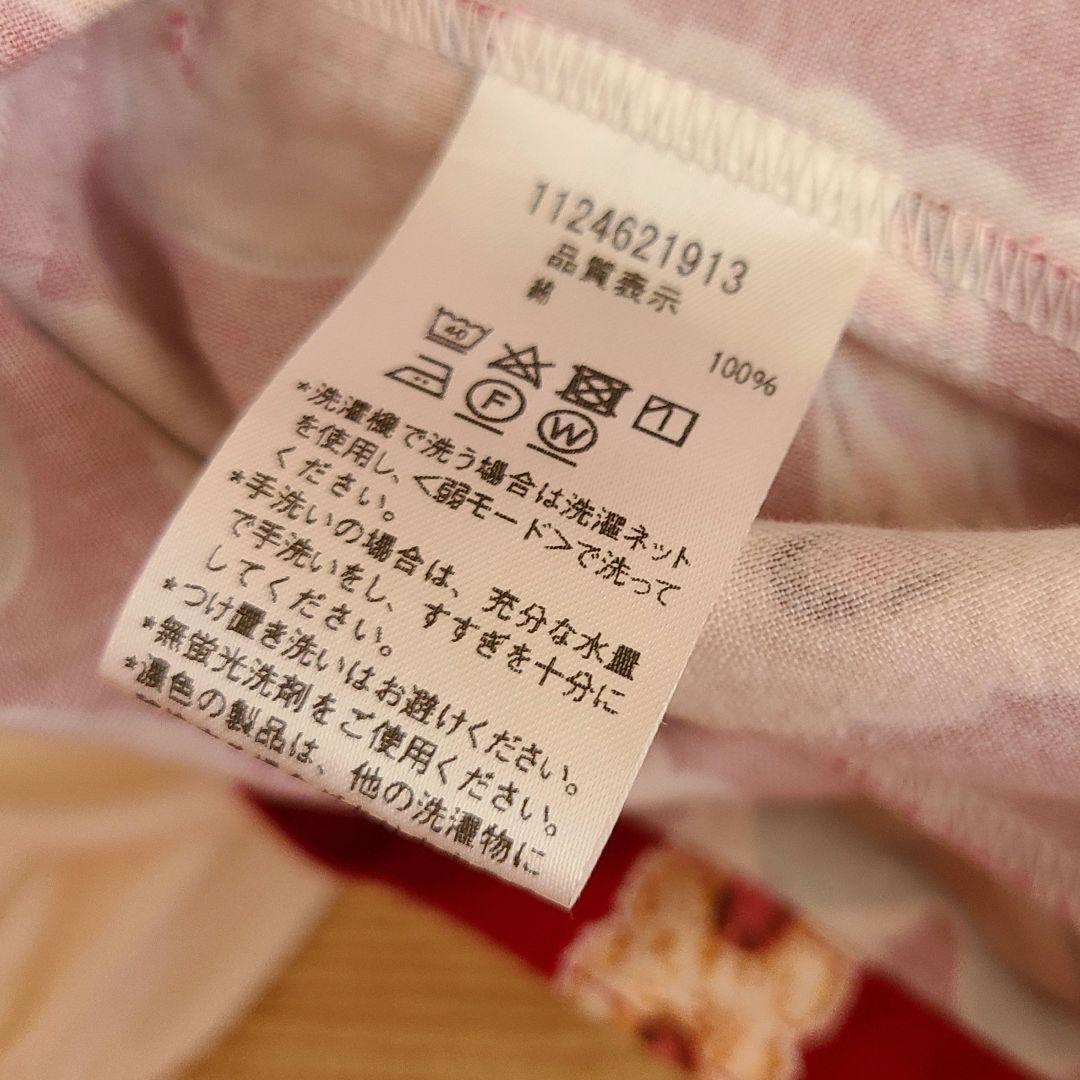 1124621913
品質表示
綿 100%
40
F W
*洗濯機で洗う場合は洗濯ネット
を使用し、<弱モード>で洗って
ください。
*手洗いの場合は、充分な水量
で手洗いをし、すすぎを十分に
してください。
*つけ置き洗いはお避けください。
*無蛍光洗剤をご使用ください。
*濃色の製品は、他の洗濯物に